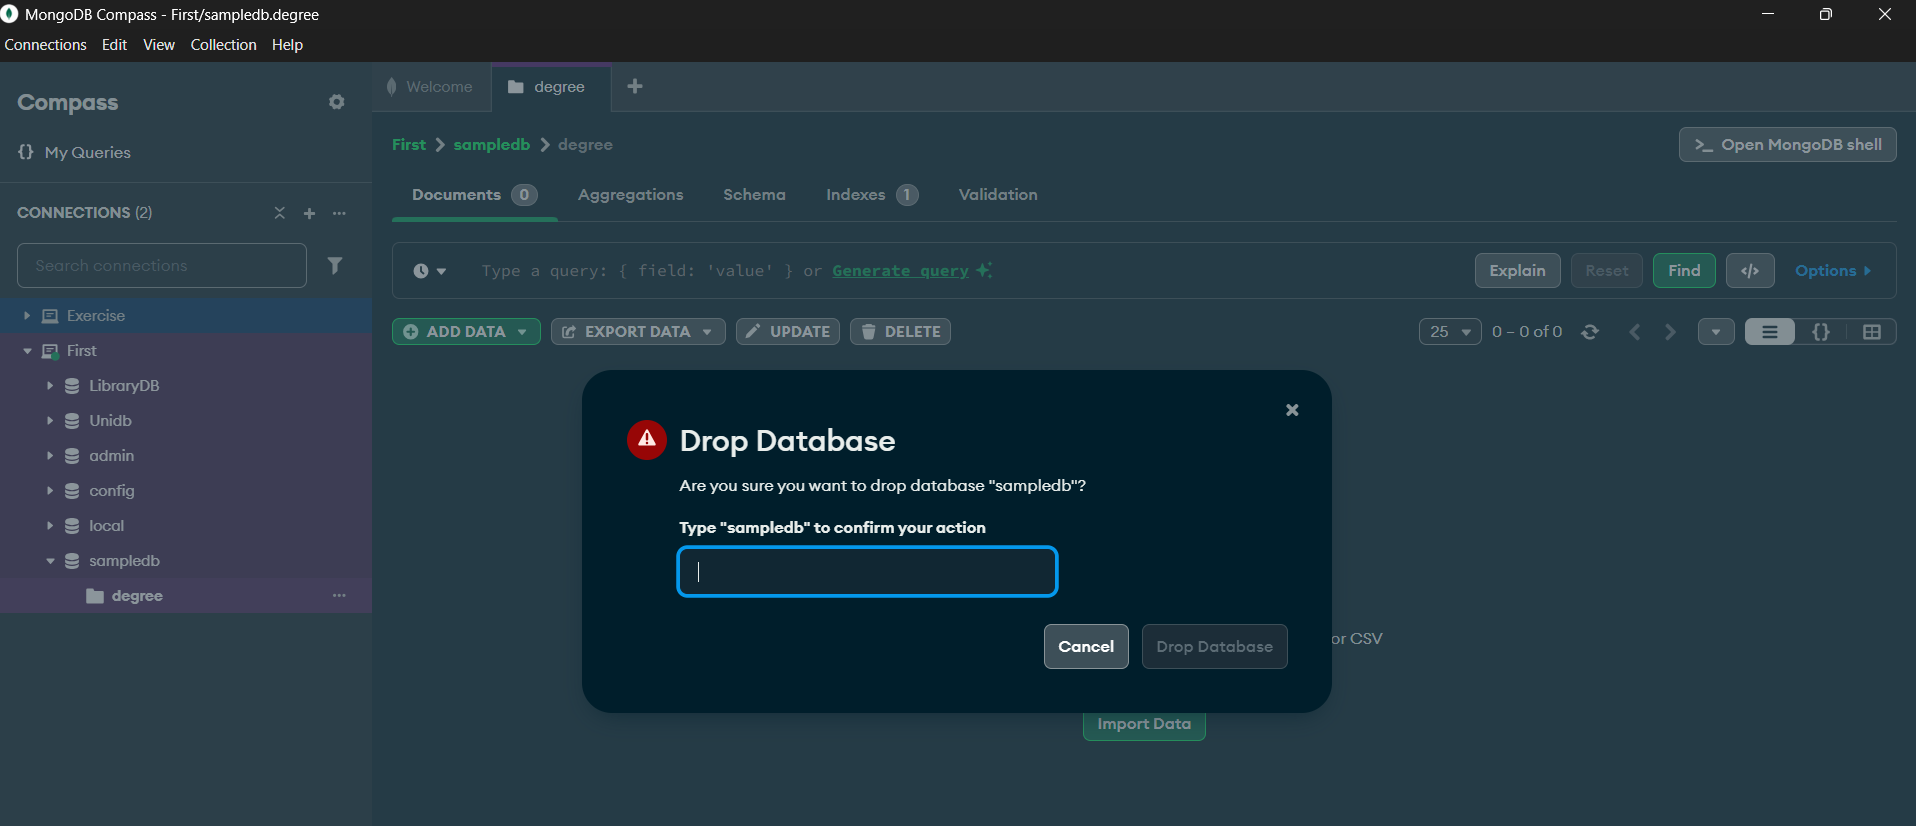 MongoDB Compass - First/sampledb.degree
Connections Edit View Collection Help
Compass
{} My Queries
CONNECTIONS (2)
Search connections
Exercise
First
LibraryDB
Unidb
admin
config
local
sampledb
degree
Welcome degree
First > sampledb > degree
>_ Open MongoDB shell
Documents 0 Aggregations Schema Indexes 1 Validation
Type a query: { field: 'value' } or Generate query
Explain Reset Find </> Options
ADD DATA EXPORT DATA UPDATE DELETE
25 0 – 0 of 0 {}
Drop Database
Are you sure you want to drop database "sampledb"?
Type "sampledb" to confirm your action
Cancel Drop Database
or CSV
Import Data